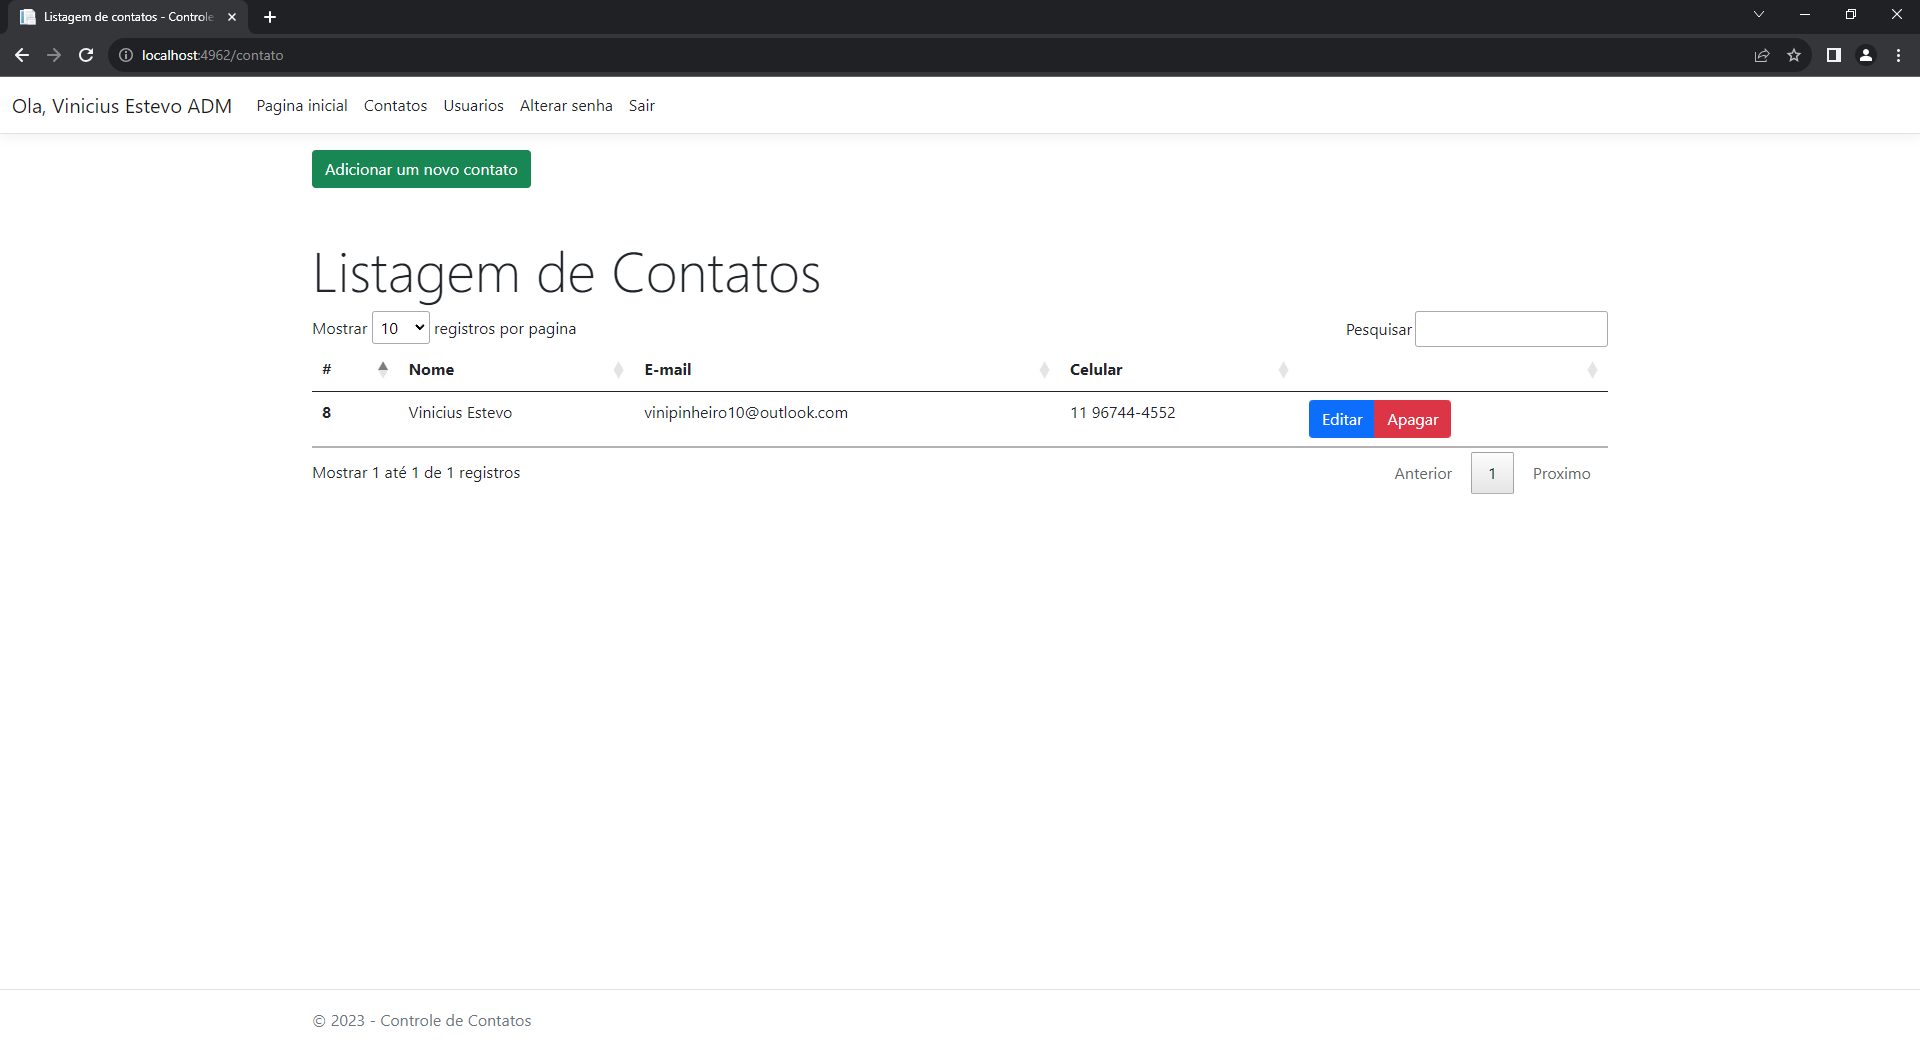 Listagem de contatos - Controle
localhost:4962/contato
Ola, Vinicius Estevo ADM Pagina inicial Contatos Usuarios Alterar senha Sair
Adicionar um novo contato
Listagem de Contatos
Mostrar 10 registros por pagina Pesquisar
# Nome E-mail Celular
8 Vinicius Estevo vinipinheiro10@outlook.com 11 96744-4552 Editar Apagar
Mostrar 1 até 1 de 1 registros Anterior 1 Proximo
© 2023 - Controle de Contatos